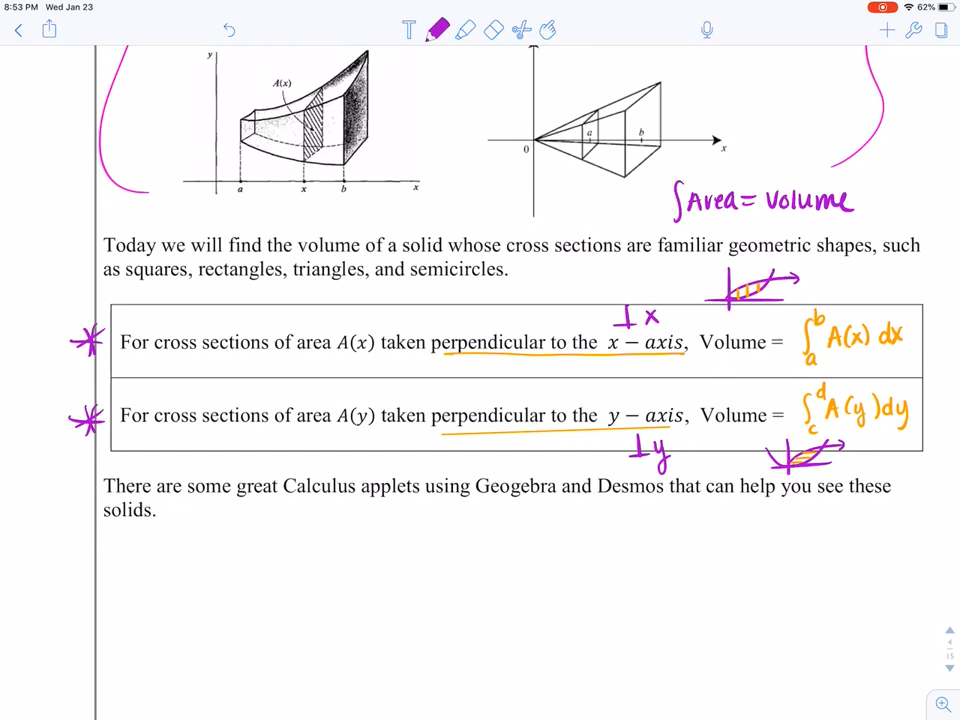 8:53 PM Wed Jan 23
62%
T
y
A(x)
a
x
b
x
0
a
b
x
∫Area = Volume
Today we will find the volume of a solid whose cross sections are familiar geometric shapes, such
as squares, rectangles, triangles, and semicircles.
⊥ x
For cross sections of area A(x) taken perpendicular to the x − axis, Volume = ∫ₐᵇ A(x) dx
For cross sections of area A(y) taken perpendicular to the y − axis, Volume = ∫_c^d A(y) dy
⊥ y
There are some great Calculus applets using Geogebra and Desmos that can help you see these
solids.
4
15